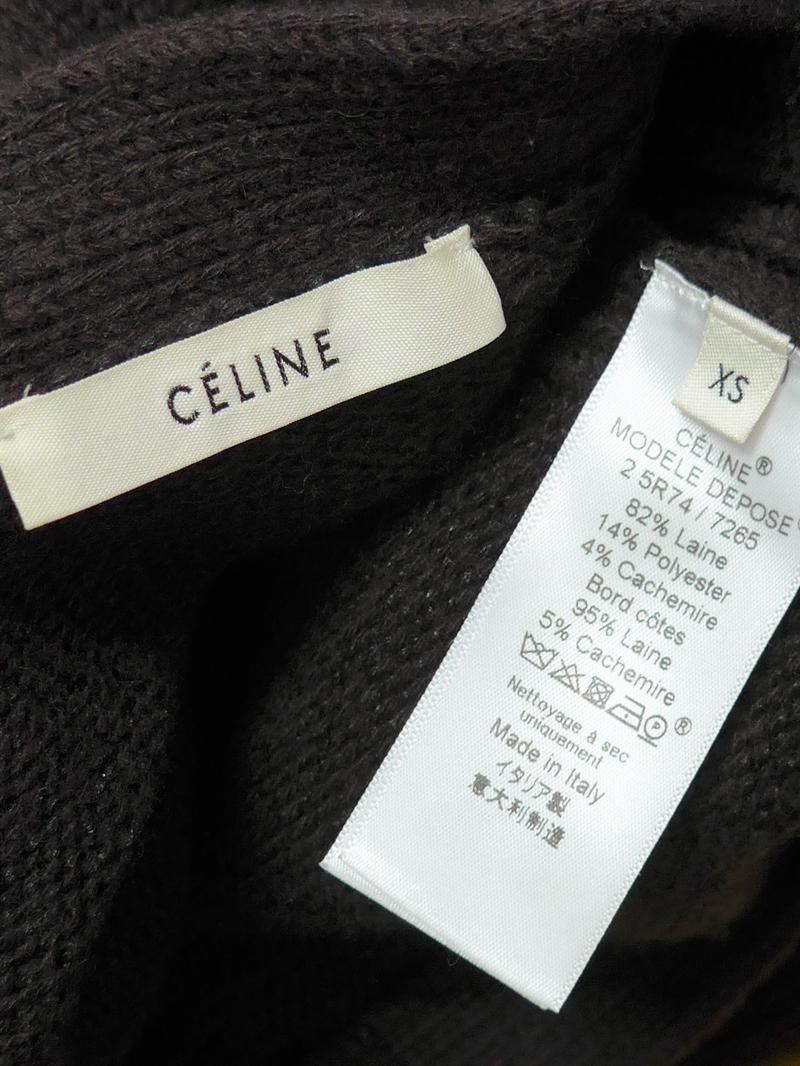 CÉLINE
XS
CÉLINE®
MODELE DEPOSE
2 5R74 / 7265
82% Laine
14% Polyester
4% Cachemire
Bord côtes
95% Laine
5% Cachemire
P ®
Nettoyage à sec
uniquement
Made in Italy
イタリア製
意大利制造